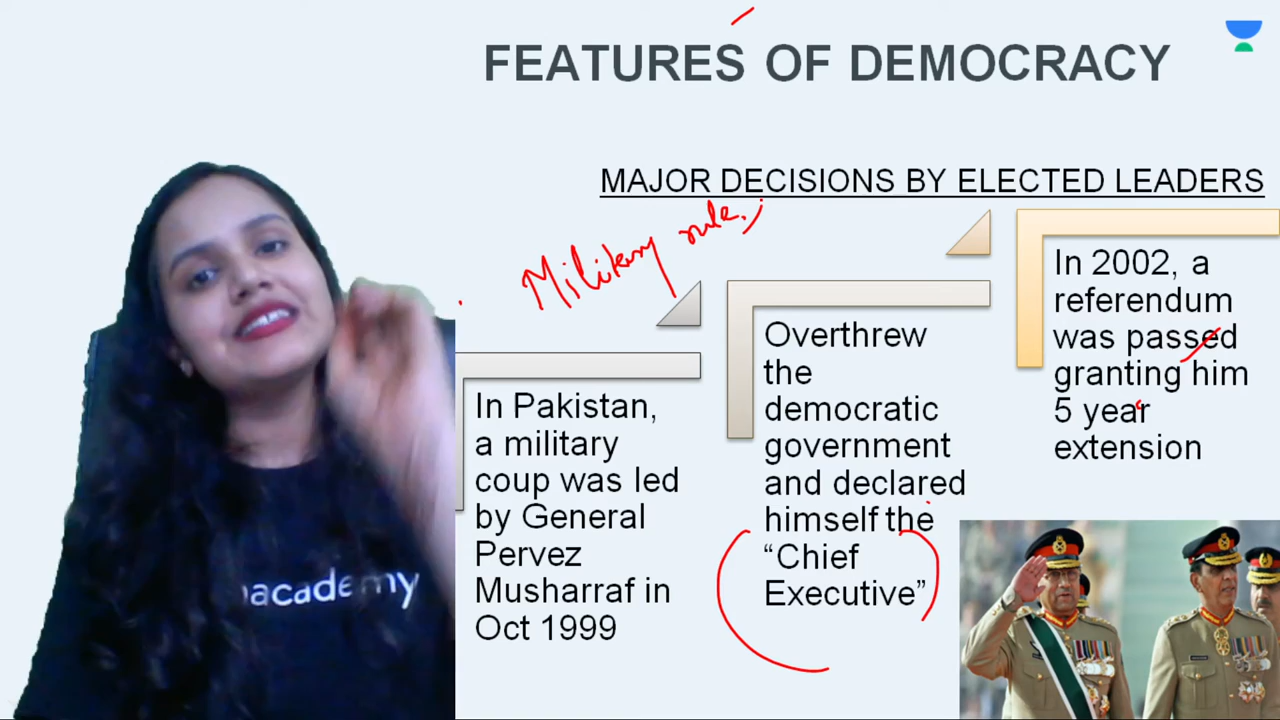 FEATURES OF DEMOCRACY
MAJOR DECISIONS BY ELECTED LEADERS
Military rule.
In Pakistan,
a military
coup was led
by General
Pervez
Musharraf in
Oct 1999
Overthrew
the
democratic
government
and declared
himself the
“Chief
Executive”
In 2002, a
referendum
was passed
granting him
5 year
extension
nacademy